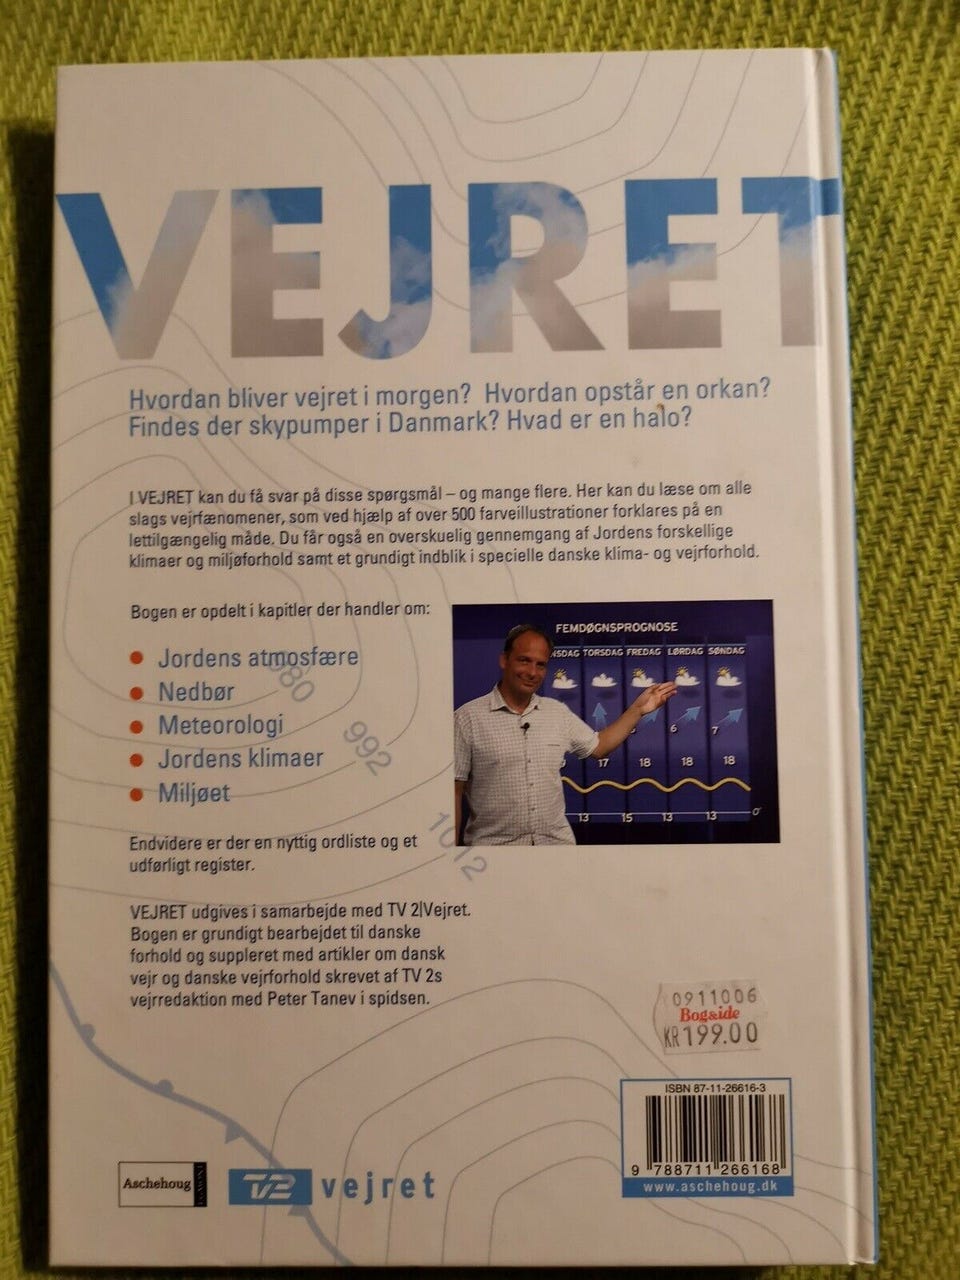 VEJRET
Hvordan bliver vejret i morgen? Hvordan opstår en orkan?
Findes der skypumper i Danmark? Hvad er en halo?
I VEJRET kan du få svar på disse spørgsmål – og mange flere. Her kan du læse om alle
slags vejrfænomener, som ved hjælp af over 500 farveillustrationer forklares på en
lettilgængelig måde. Du får også en overskuelig gennemgang af Jordens forskellige
klimaer og miljøforhold samt et grundigt indblik i specielle danske klima- og vejrforhold.
Bogen er opdelt i kapitler der handler om:
Jordens atmosfære
Nedbør
Meteorologi
Jordens klimaer
Miljøet
980
992
1012
FEMDØGNSPROGNOSE
NSDAG TORSDAG FREDAG LØRDAG SØNDAG
6 7
17 18 18 18
13 15 13 13
Endvidere er der en nyttig ordliste og et
udførligt register.
VEJRET udgives i samarbejde med TV 2|Vejret.
Bogen er grundigt bearbejdet til danske
forhold og suppleret med artikler om dansk
vejr og danske vejrforhold skrevet af TV 2s
vejrredaktion med Peter Tanev i spidsen.
0911006
Bog&ide
KR 199.00
ISBN 87-11-26616-3
9 788711 266168
www.aschehoug.dk
Aschehoug
EGMONT
TV2 vejret